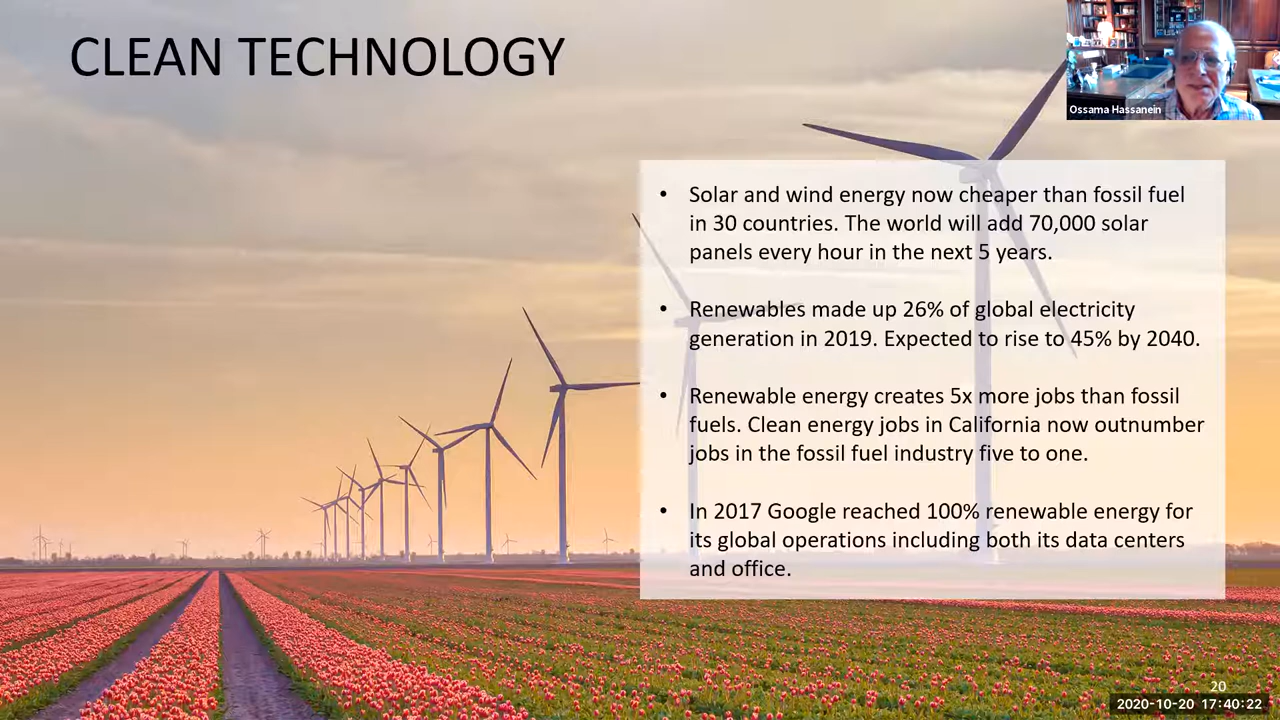 CLEAN TECHNOLOGY
Ossama Hassanein
• Solar and wind energy now cheaper than fossil fuel
in 30 countries. The world will add 70,000 solar
panels every hour in the next 5 years.
• Renewables made up 26% of global electricity
generation in 2019. Expected to rise to 45% by 2040.
• Renewable energy creates 5x more jobs than fossil
fuels. Clean energy jobs in California now outnumber
jobs in the fossil fuel industry five to one.
• In 2017 Google reached 100% renewable energy for
its global operations including both its data centers
and office.
20
2020-10-20 17:40:22